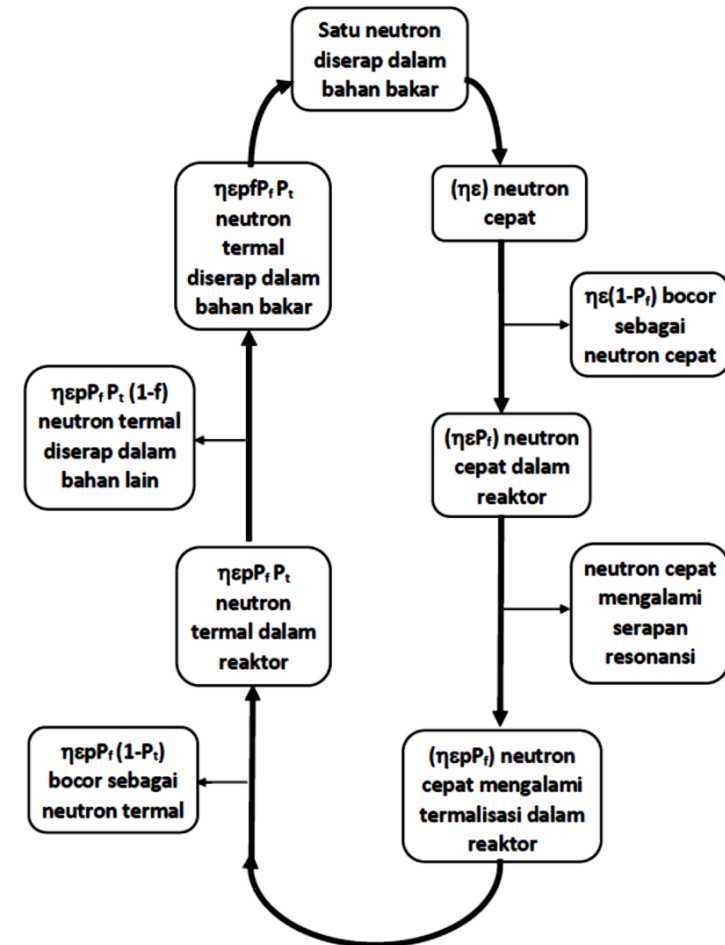 Satu neutron
diserap dalam
bahan bakar
(ηε) neutron
cepat
ηε(1-Pf) bocor
sebagai
neutron cepat
(ηεPf) neutron
cepat dalam
reaktor
neutron cepat
mengalami
serapan
resonansi
(ηεpPf) neutron
cepat mengalami
termalisasi dalam
reaktor
ηεpPf (1-Pt)
bocor sebagai
neutron termal
ηεpPf Pt
neutron
termal dalam
reaktor
ηεpPf Pt (1-f)
neutron termal
diserap dalam
bahan lain
ηεpfPf Pt
neutron
termal
diserap dalam
bahan bakar